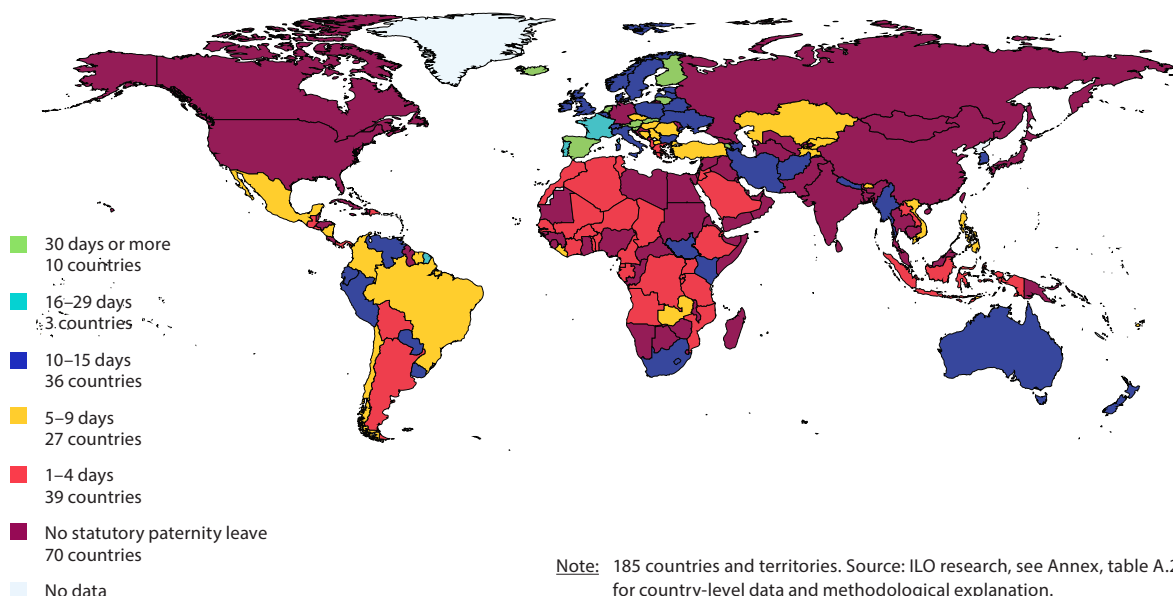 30 days or more
10 countries
16–29 days
3 countries
10–15 days
36 countries
5–9 days
27 countries
1–4 days
39 countries
No statutory paternity leave
70 countries
No data
Note: 185 countries and territories. Source: ILO research, see Annex, table A.2
for country-level data and methodological explanation.